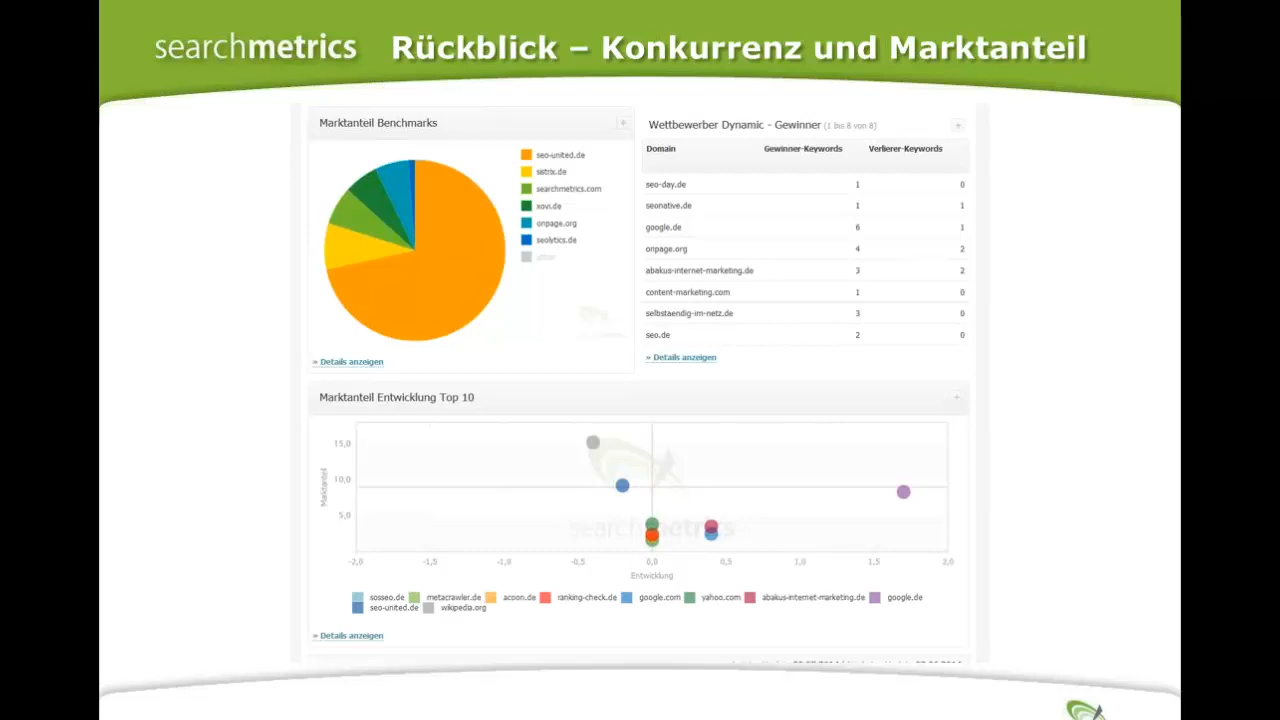 searchmetrics Rückblick – Konkurrenz und Marktanteil
Marktanteil Benchmarks
seo-united.de
sistrix.de
searchmetrics.com
xovi.de
onpage.org
seolytics.de
» Details anzeigen
Wettbewerber Dynamic - Gewinner (1 bis 8 von 8)
Domain Gewinner-Keywords Verlierer-Keywords
seo-day.de 1 0
seonative.de 1 1
google.de 6 1
onpage.org 4 2
abakus-internet-marketing.de 3 2
content-marketing.com 1 0
selbstaendig-im-netz.de 3 0
seo.de 2 0
» Details anzeigen
Marktanteil Entwicklung Top 10
Marktanteil
15,0
10,0
5,0
searchmetrics
-2,0 -1,5 -1,0 -0,5 0,0 0,5 1,0 1,5 2,0
Entwicklung
sosseo.de metacrawler.de acoon.de ranking-check.de google.com yahoo.com abakus-internet-marketing.de google.de
seo-united.de wikipedia.org
» Details anzeigen